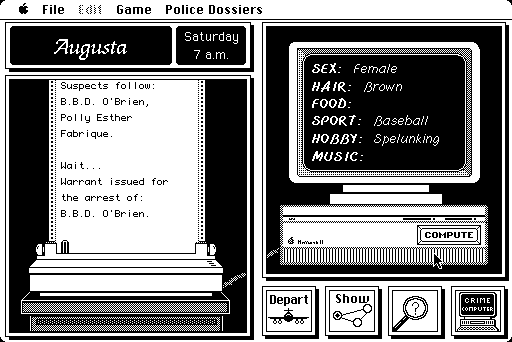 File Edit Game Police Dossiers
Augusta
Saturday
7 a.m.
Suspects follow:
B.B.D. O'Brien,
Polly Esther
Fabrique.
Wait...
Warrant issued for
the arrest of:
B.B.D. O'Brien.
SEX: Female
HAIR: Brown
FOOD:
SPORT: Baseball
HOBBY: Spelunking
MUSIC:
COMPUTE
Depart
Show
?
CRIME
COMPUTER